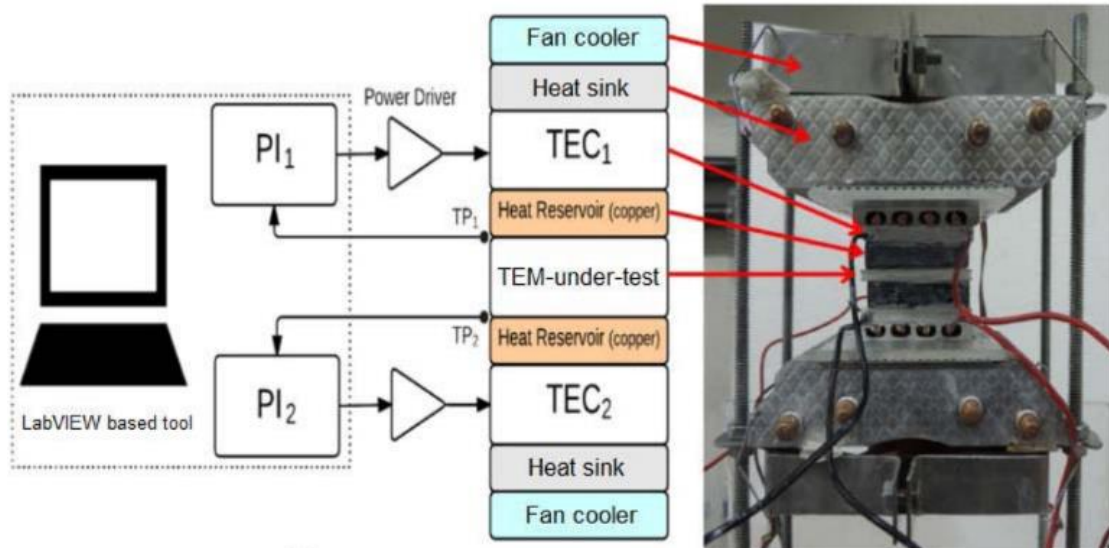 Fan cooler
Heat sink
Power Driver
PI1
TEC1
Heat Reservoir (copper)
TP1
TEM-under-test
TP2
Heat Reservoir (copper)
PI2
TEC2
LabVIEW based tool
Heat sink
Fan cooler